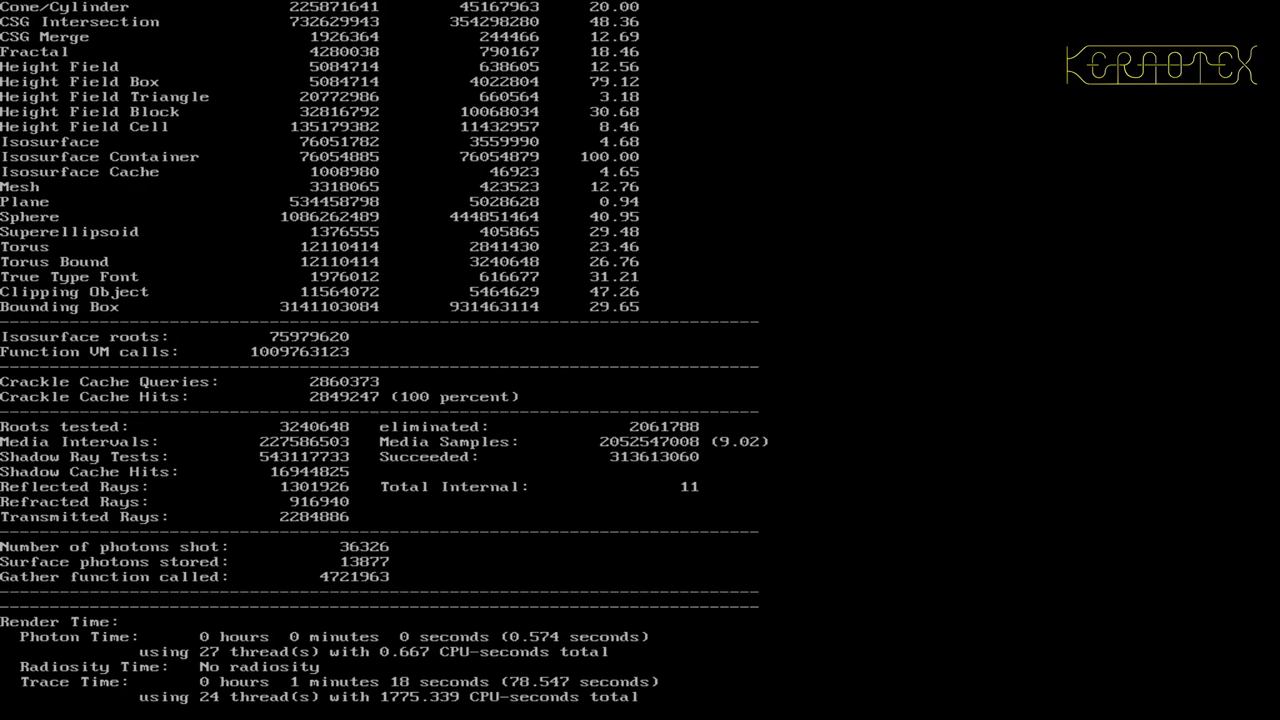 Cone/Cylinder 225871641 45167963 20.00
CSG Intersection 732629943 354298280 48.36
CSG Merge 1926364 244466 12.69
Fractal 4280038 790167 18.46
Height Field 5084714 638605 12.56
Height Field Box 5084714 4022804 79.12
Height Field Triangle 20772986 660564 3.18
Height Field Block 32816792 10068034 30.68
Height Field Cell 135179382 11432957 8.46
Isosurface 76051782 3559990 4.68
Isosurface Container 76054885 76054879 100.00
Isosurface Cache 1008980 46923 4.65
Mesh 3318065 423523 12.76
Plane 534458798 5028628 0.94
Sphere 1086262489 444851464 40.95
Superellipsoid 1376555 405865 29.48
Torus 12110414 2841430 23.46
Torus Bound 12110414 3240648 26.76
True Type Font 1976012 616677 31.21
Clipping Object 11564072 5464629 47.26
Bounding Box 3141103084 931463114 29.65
----------------------------------------------------------------------------
Isosurface roots: 75979620
Function VM calls: 1009763123
----------------------------------------------------------------------------
Crackle Cache Queries: 2860373
Crackle Cache Hits: 2849247 (100 percent)
----------------------------------------------------------------------------
Roots tested: 3240648 eliminated: 2061788
Media Intervals: 227586503 Media Samples: 2052547008 (9.02)
Shadow Ray Tests: 543117733 Succeeded: 313613060
Shadow Cache Hits: 16944825
Reflected Rays: 1301926 Total Internal: 11
Refracted Rays: 916940
Transmitted Rays: 2284886
----------------------------------------------------------------------------
Number of photons shot: 36326
Surface photons stored: 13877
Gather function called: 4721963
----------------------------------------------------------------------------
----------------------------------------------------------------------------
Render Time:
Photon Time: 0 hours 0 minutes 0 seconds (0.574 seconds)
using 27 thread(s) with 0.667 CPU-seconds total
Radiosity Time: No radiosity
Trace Time: 0 hours 1 minutes 18 seconds (78.547 seconds)
using 24 thread(s) with 1775.339 CPU-seconds total
KERAOTEX